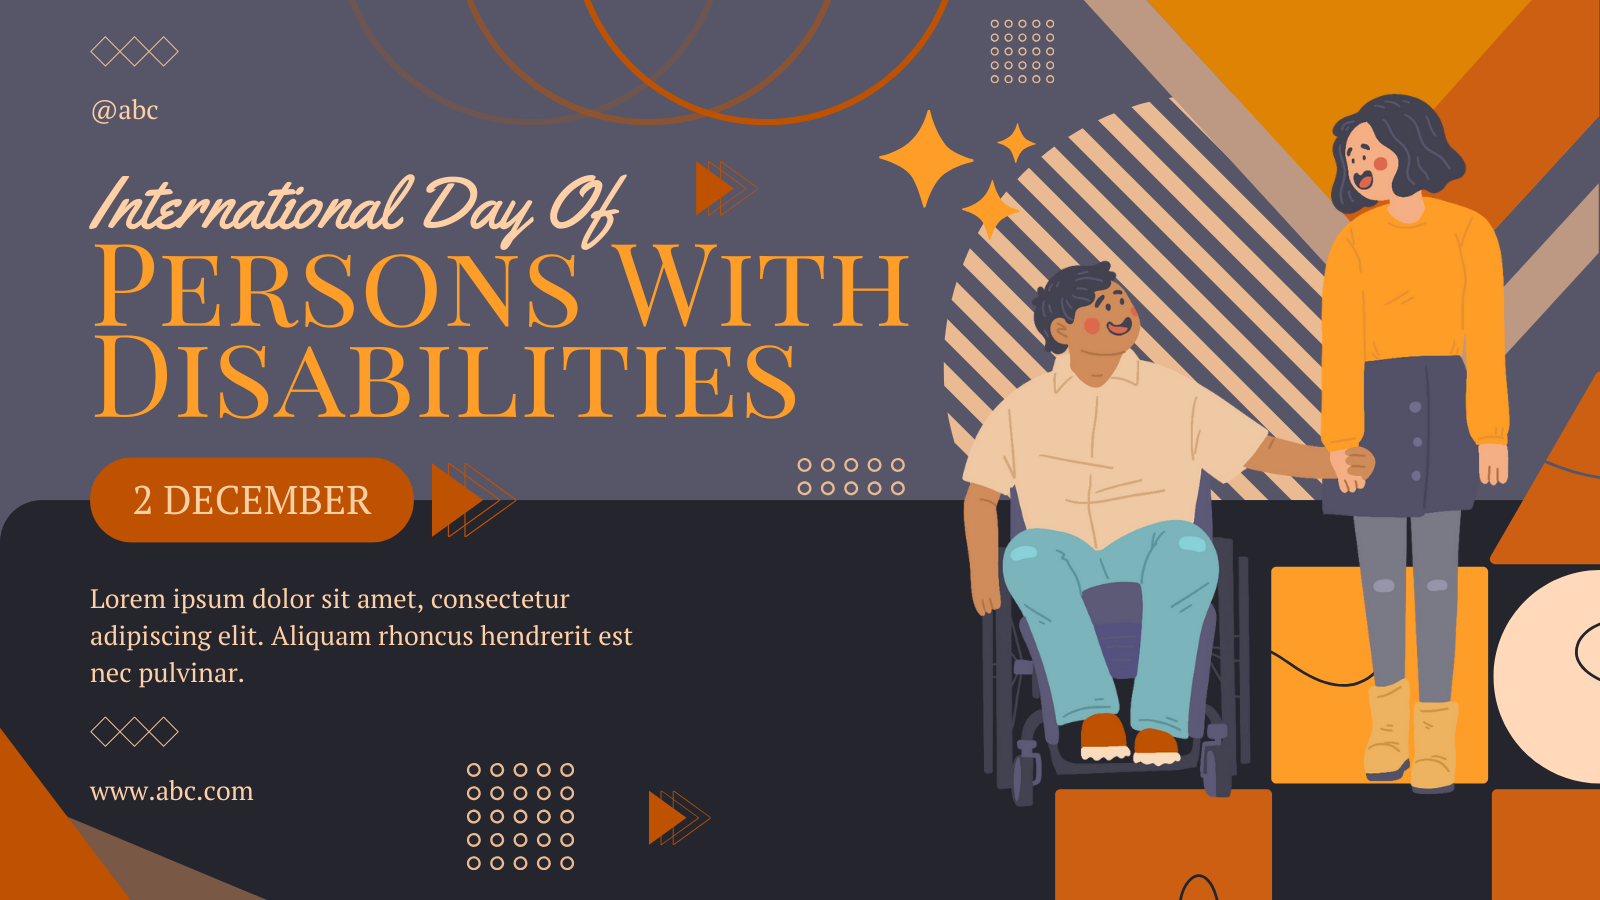 @abc
International Day Of
Persons With
Disabilities
2 DECEMBER
Lorem ipsum dolor sit amet, consectetur
adipiscing elit. Aliquam rhoncus hendrerit est
nec pulvinar.
www.abc.com